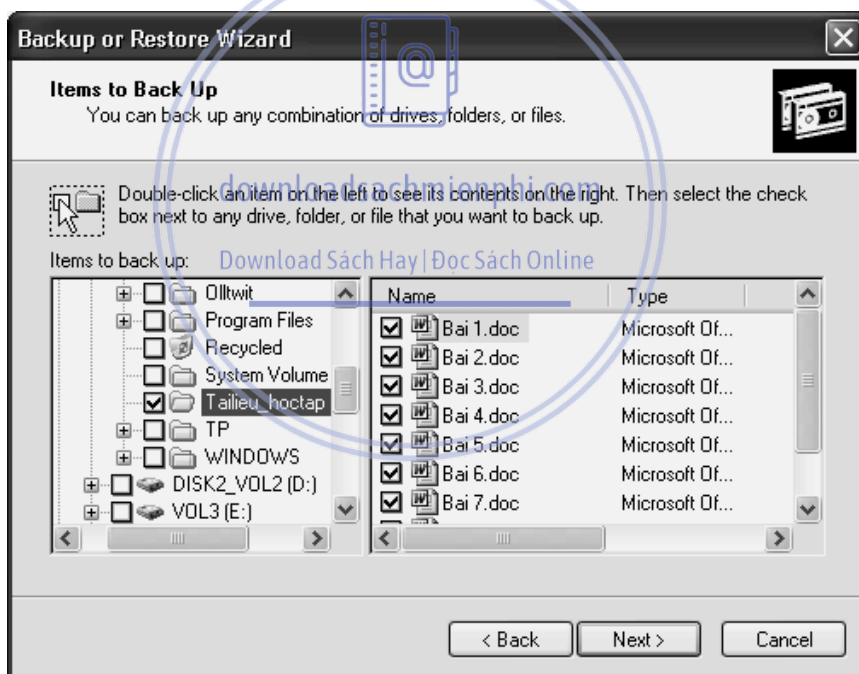 Backup or Restore Wizard
Items to Back Up
You can back up any combination of drives, folders, or files.
downloadsachmienphi.com
Double-click an item on the left to see its contents on the right. Then select the check
box next to any drive, folder, or file that you want to back up.
Items to back up:
Download Sách Hay | Đọc Sách Online
Olltwit
Program Files
Recycled
System Volume
Tailieu_hoctap
TP
WINDOWS
DISK2_VOL2 (D:)
VOL3 (E:)
Name Type
Bai 1.doc Microsoft Of...
Bai 2.doc Microsoft Of...
Bai 3.doc Microsoft Of...
Bai 4.doc Microsoft Of...
Bai 5.doc Microsoft Of...
Bai 6.doc Microsoft Of...
Bai 7.doc Microsoft Of...
< Back Next > Cancel